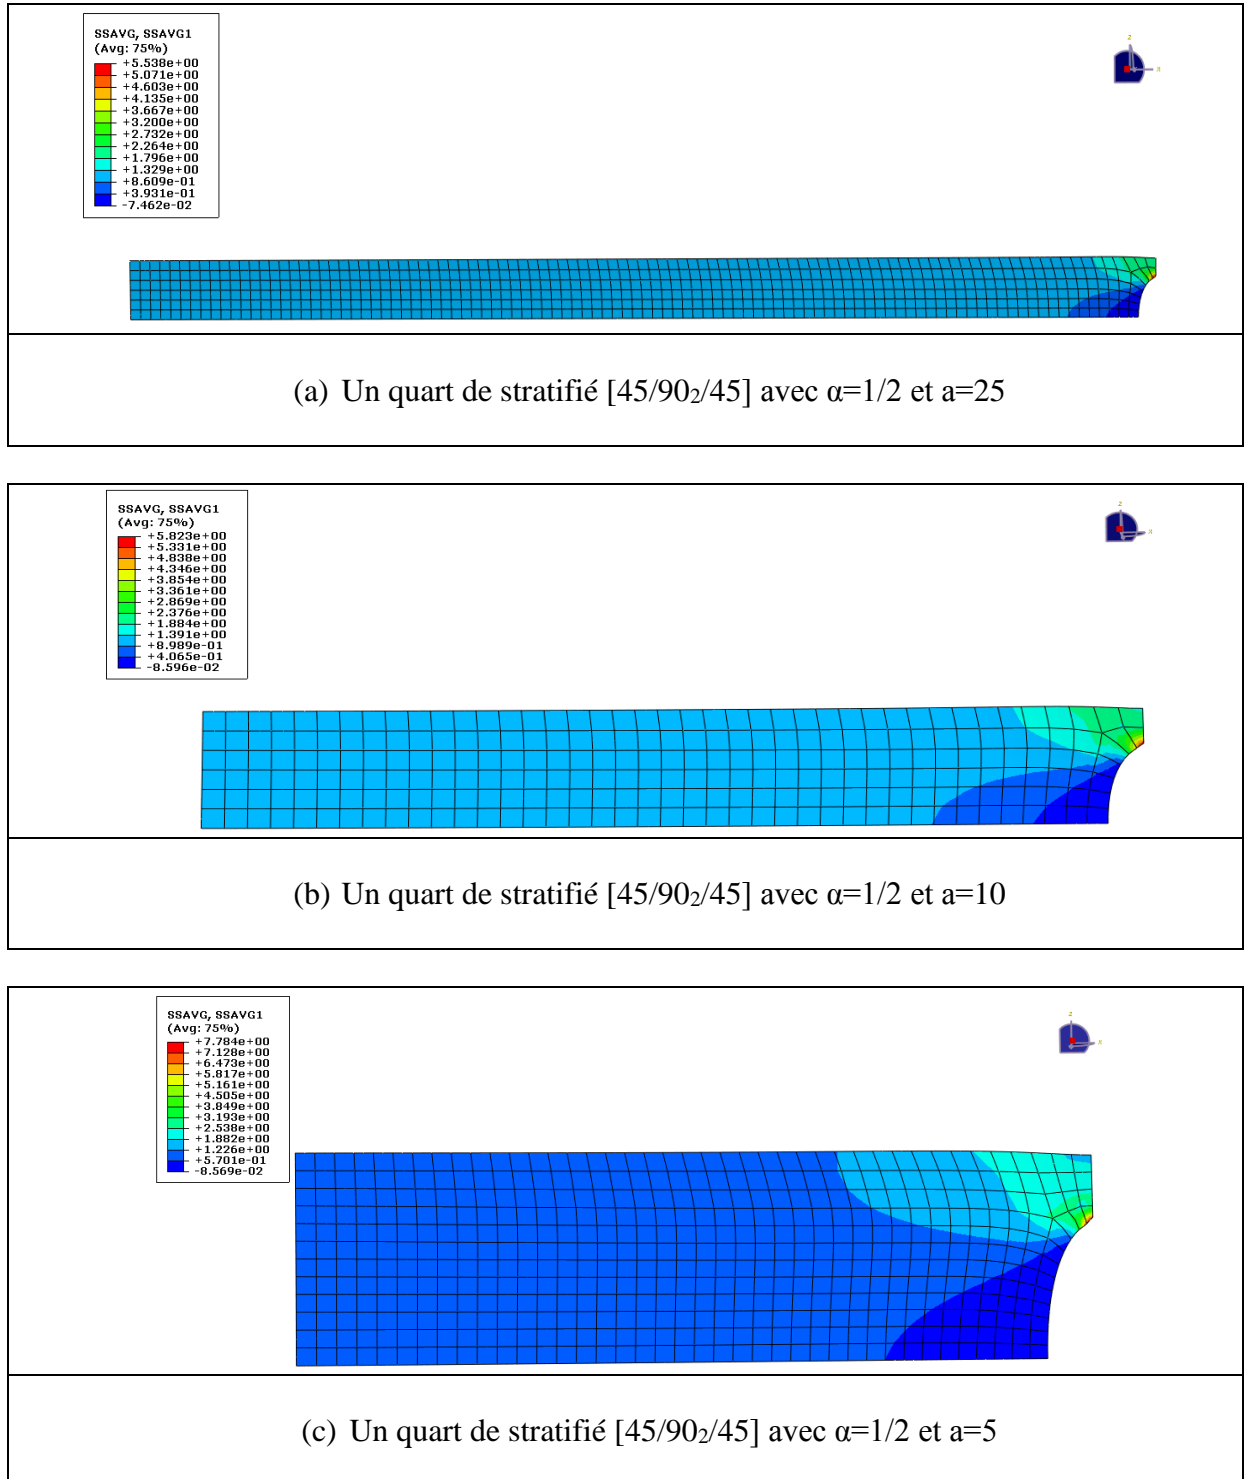 SSAVG, SSAVG1
(Avg: 75%)
+5.538e+00
+5.071e+00
+4.603e+00
+4.135e+00
+3.667e+00
+3.200e+00
+2.732e+00
+2.264e+00
+1.796e+00
+1.329e+00
+8.609e-01
+3.931e-01
-7.462e-02
z
x
(a) Un quart de stratifié [45/90₂/45] avec α=1/2 et a=25
SSAVG, SSAVG1
(Avg: 75%)
+5.823e+00
+5.331e+00
+4.838e+00
+4.346e+00
+3.854e+00
+3.361e+00
+2.869e+00
+2.376e+00
+1.884e+00
+1.391e+00
+8.989e-01
+4.065e-01
-8.596e-02
z
x
(b) Un quart de stratifié [45/90₂/45] avec α=1/2 et a=10
SSAVG, SSAVG1
(Avg: 75%)
+7.784e+00
+7.128e+00
+6.473e+00
+5.817e+00
+5.161e+00
+4.505e+00
+3.849e+00
+3.193e+00
+2.538e+00
+1.882e+00
+1.226e+00
+5.701e-01
-8.569e-02
z
x
(c) Un quart de stratifié [45/90₂/45] avec α=1/2 et a=5